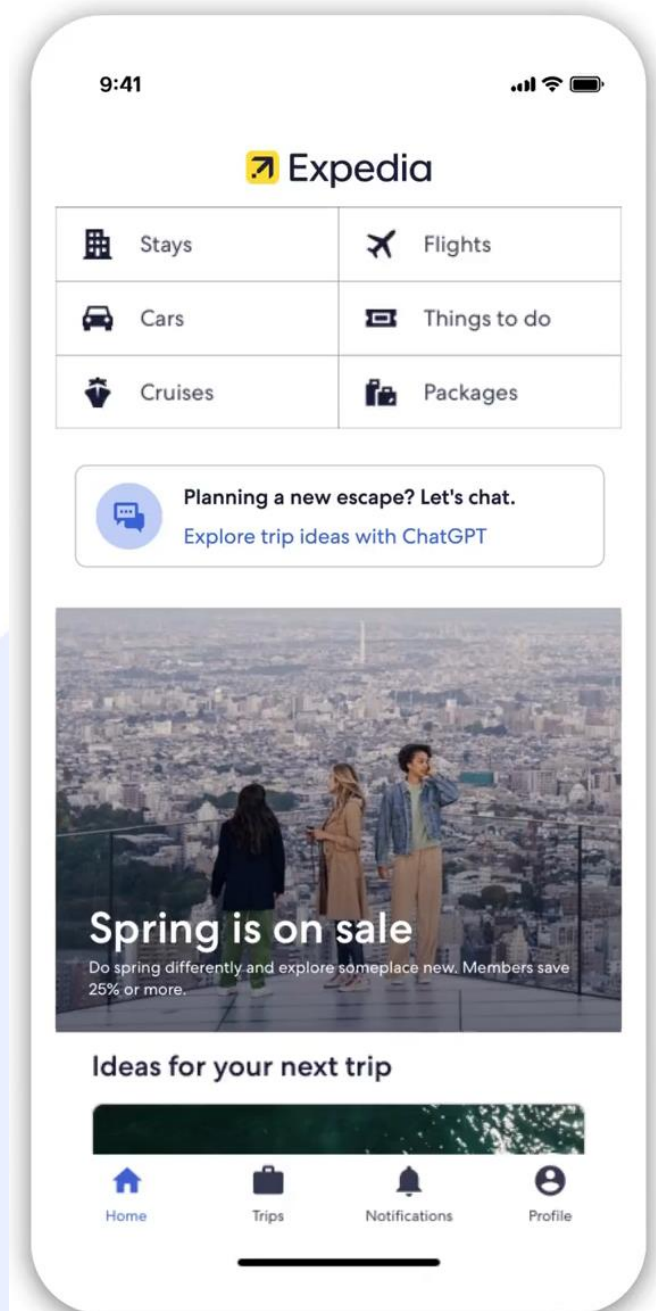 9:41
Expedia
Stays
Flights
Cars
Things to do
Cruises
Packages
Planning a new escape? Let's chat.
Explore trip ideas with ChatGPT
Spring is on sale
Do spring differently and explore someplace new. Members save
25% or more.
Ideas for your next trip
Home
Trips
Notifications
Profile